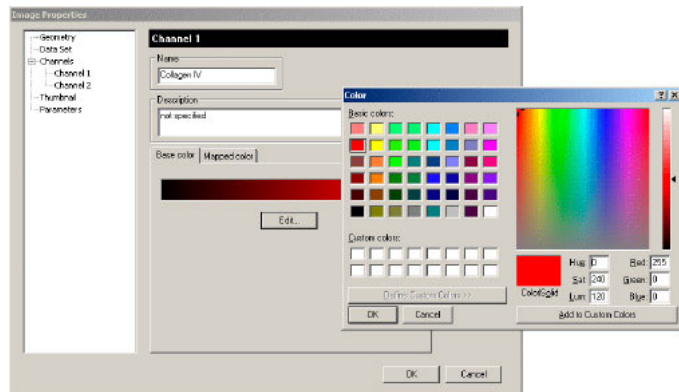 Image Properties
Geometry
Data Set
Channels
Channel 1
Channel 2
Thumbnail
Parameters
Channel 1
Name
Collagen IV
Description
not specified
Base color
Mapped color
Edit...
OK
Cancel
Color
Basic colors:
Custom colors:
Define Custom Colors >>
OK
Cancel
Color|Solid
Hue: 0
Sat: 240
Lum: 120
Red: 255
Green: 0
Blue: 0
Add to Custom Colors